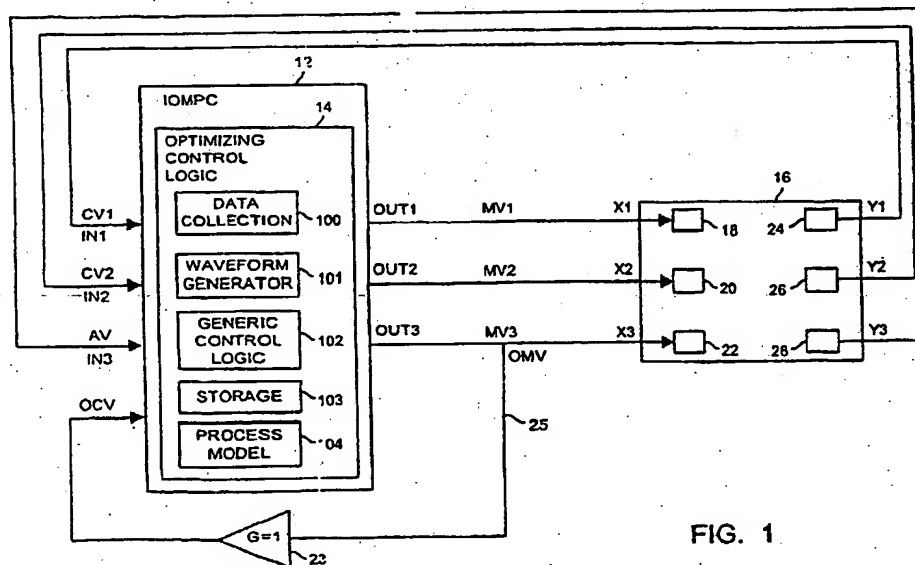 12
IOMPC
14
OPTIMIZING
CONTROL
LOGIC
DATA
COLLECTION
100
WAVEFORM
GENERATOR
101
GENERIC
CONTROL
LOGIC
102
STORAGE
103
PROCESS
MODEL
104
CV1
IN1
CV2
IN2
AV
IN3
OCV
OUT1
MV1
X1
OUT2
MV2
X2
OUT3
MV3
X3
OMV
16
18
24
Y1
20
26
Y2
22
28
Y3
25
G=1
23
FIG. 1